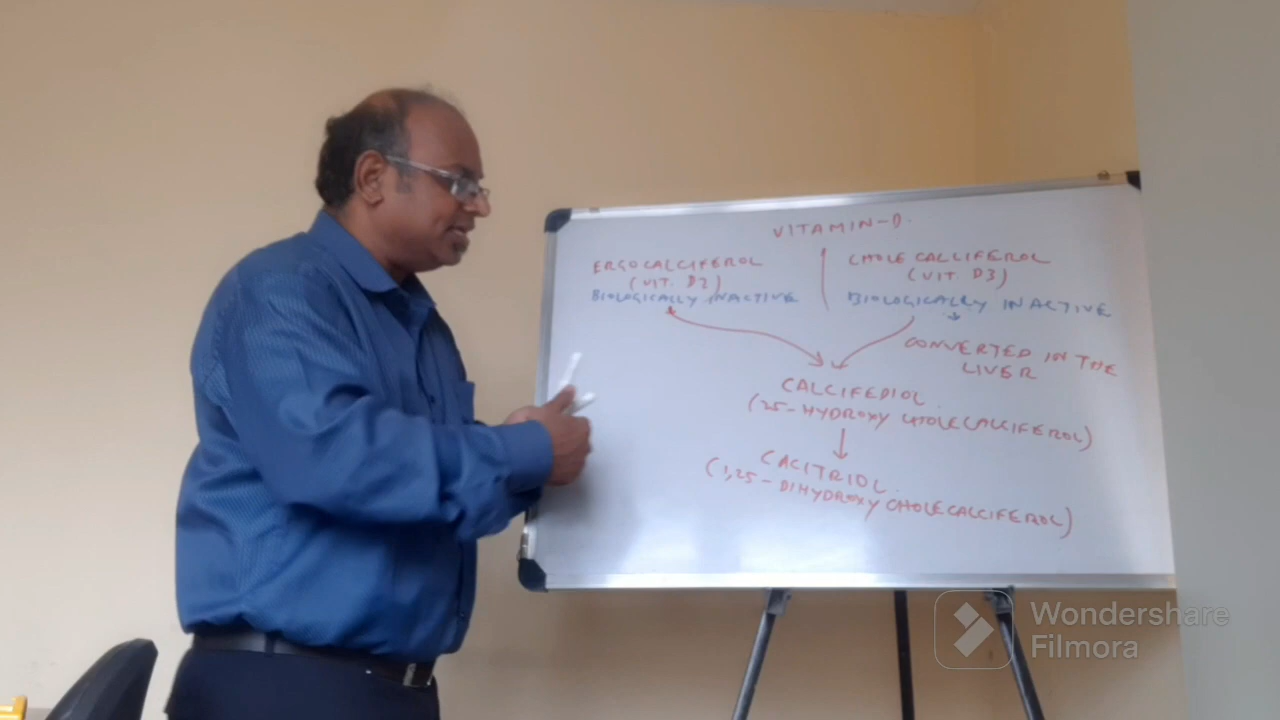 VITAMIN-D.
ERGOCALCIFEROL
(VIT. D2)
BIOLOGICALLY INACTIVE
CHOLECALCIFEROL
(VIT. D3)
BIOLOGICALLY INACTIVE
CONVERTED IN THE
LIVER
CALCIFEDIOL
(25-HYDROXY CHOLECALCIFEROL)
CACITRIOL
(1,25-DIHYDROXY CHOLECALCIFEROL)
Wondershare
Filmora